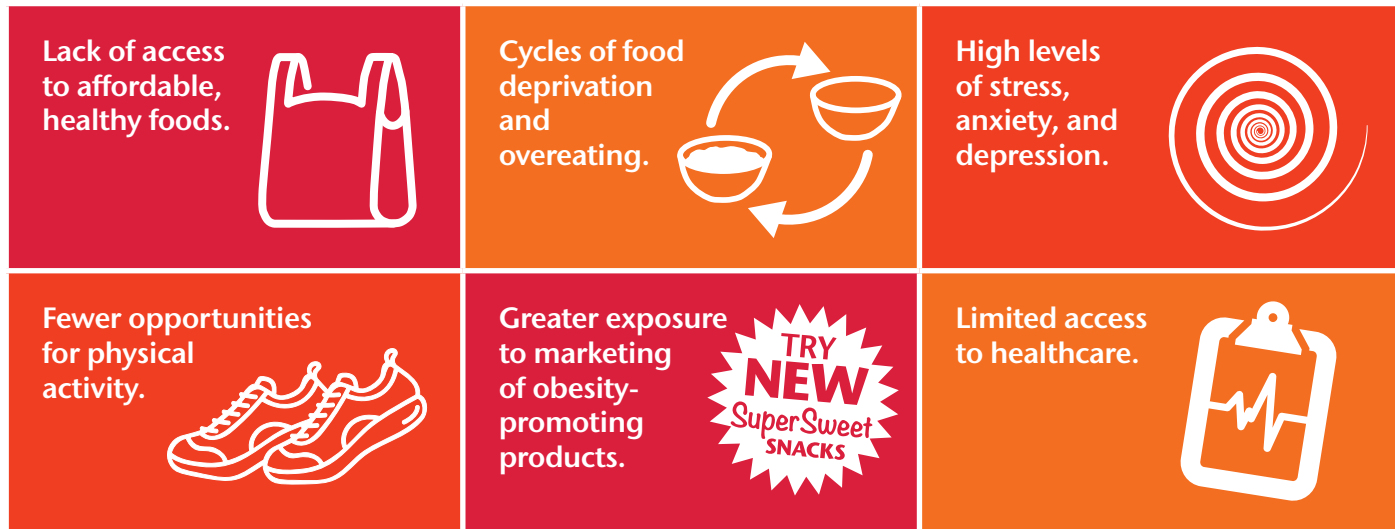 Lack of access
to affordable,
healthy foods.
Cycles of food
deprivation
and
overeating.
High levels
of stress,
anxiety, and
depression.
Fewer opportunities
for physical
activity.
Greater exposure
to marketing
of obesity-
promoting
products.
TRY
NEW
SuperSweet
SNACKS
Limited access
to healthcare.